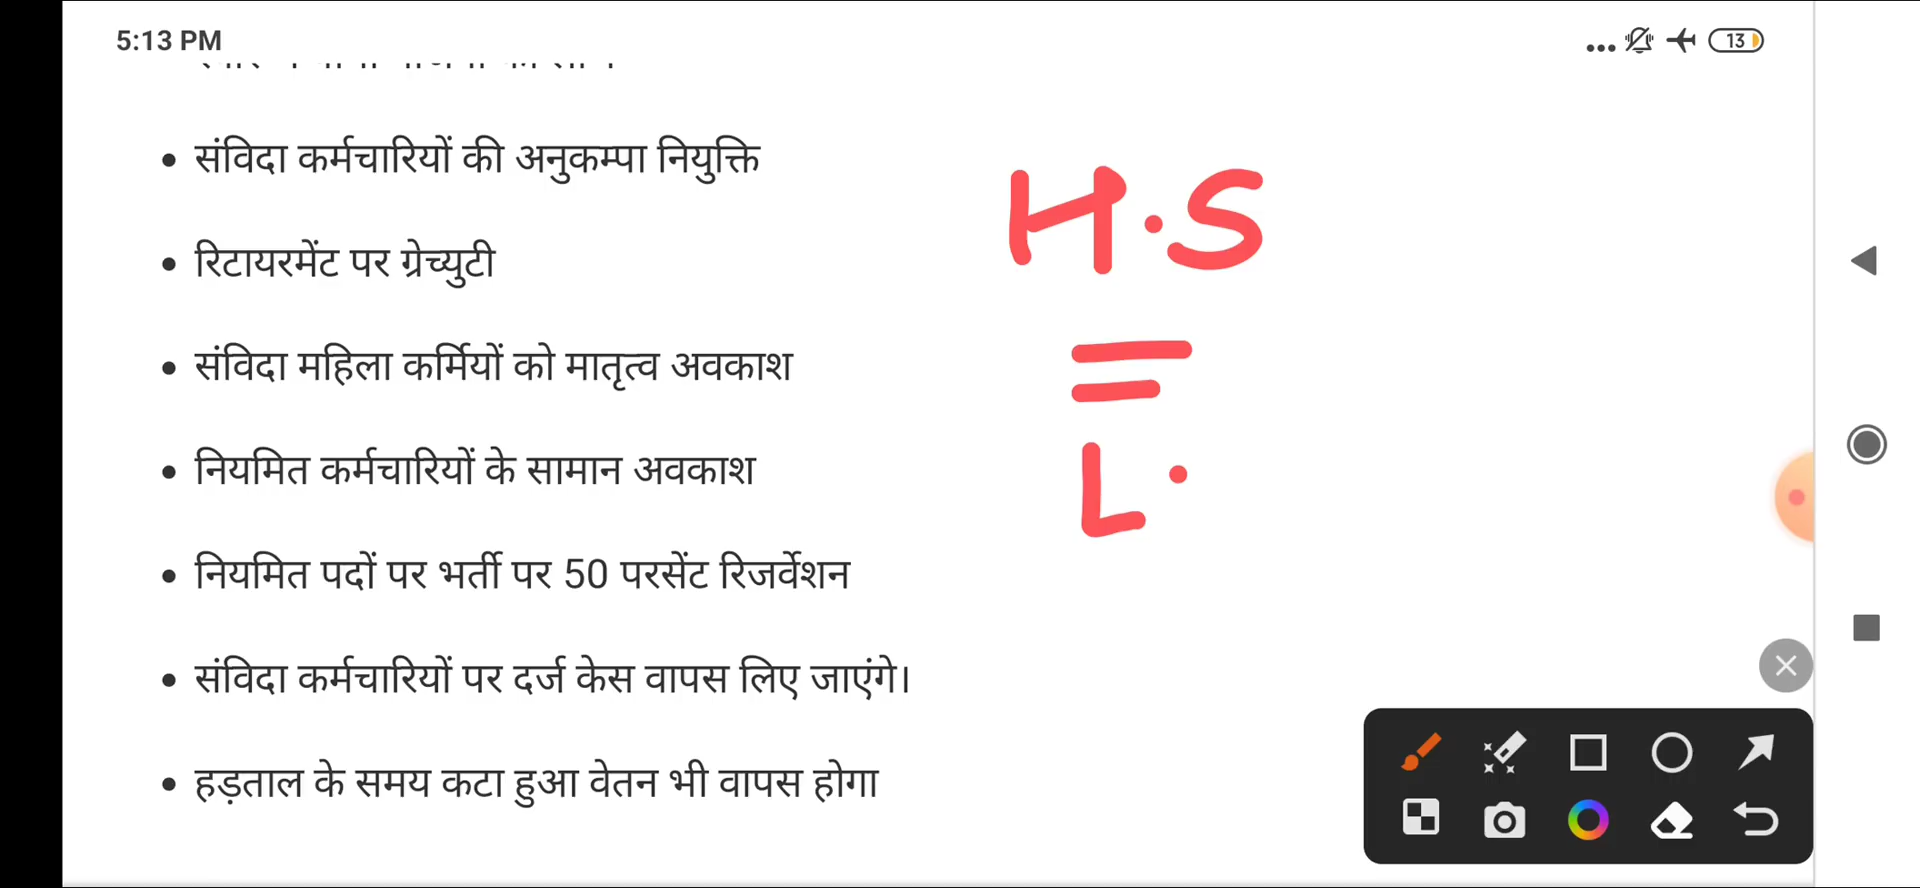 5:13 PM
13
• संविदा कर्मचारियों की अनुकम्पा नियुक्ति
• रिटायरमेंट पर ग्रेच्युटी
• संविदा महिला कर्मियों को मातृत्व अवकाश
• नियमित कर्मचारियों के सामान अवकाश
• नियमित पदों पर भर्ती पर 50 परसेंट रिजर्वेशन
• संविदा कर्मचारियों पर दर्ज केस वापस लिए जाएंगे।
• हड़ताल के समय कटा हुआ वेतन भी वापस होगा
H.S
L.